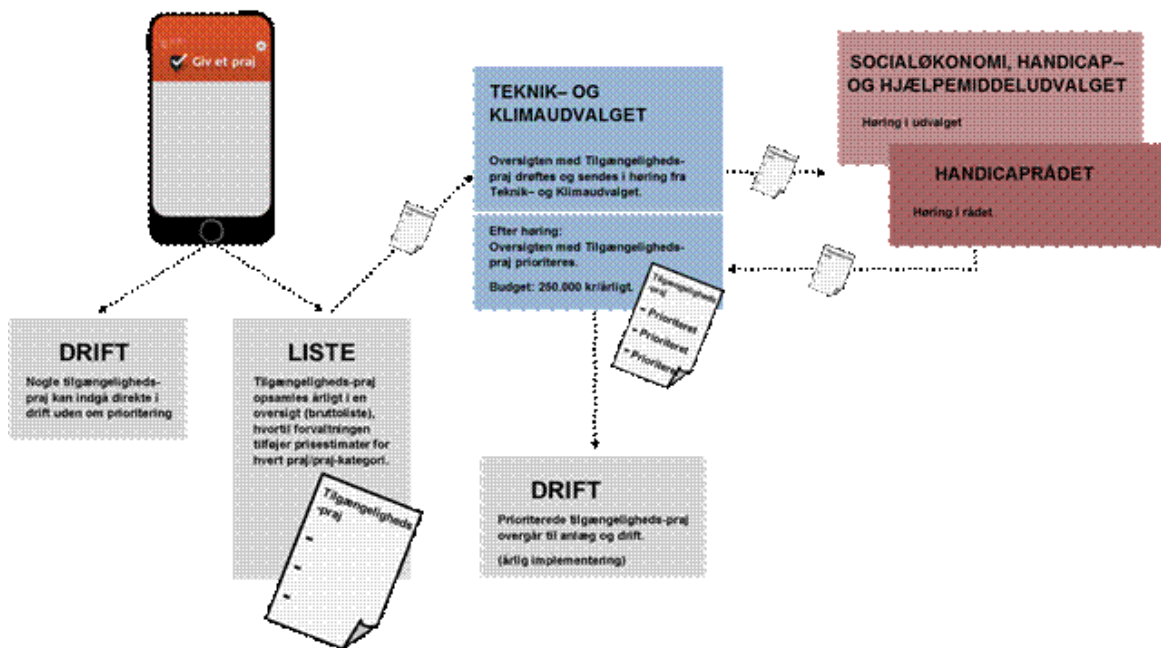 Giv et praj
DRIFT
Nogle tilgængeligheds-
praj kan indgå direkte i
drift uden om prioritering
LISTE
Tilgængeligheds-praj
opsamles årligt i en
oversigt (bruttoliste),
hvortil forvaltningen
tilføjer prisestimater for
hvert praj/praj-kategori.
Tilgængeligheds
-praj
-
-
-
TEKNIK– OG
KLIMAUDVALGET
Oversigten med Tilgængeligheds-
praj drøftes og sendes i høring fra
Teknik– og Klimaudvalget.
Efter høring:
Oversigten med Tilgængeligheds-
praj prioriteres.
Budget: 250.000 kr/årligt.
Tilgængeligheds
-praj
- Prioriteret
- Prioriteret
- Prioriteret
DRIFT
Prioriterede tilgængeligheds-praj
overgår til anlæg og drift.
(årlig implementering)
SOCIALØKONOMI, HANDICAP–
OG HJÆLPEMIDDELUDVALGET
Høring i udvalget
HANDICAPRÅDET
Høring i rådet